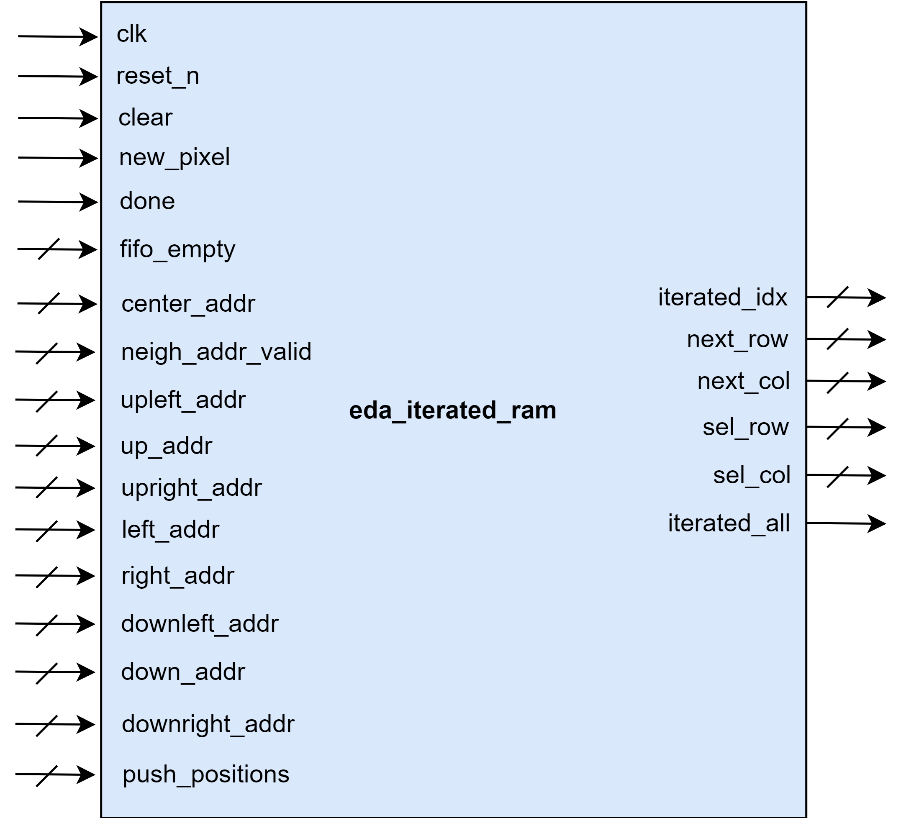 clk
reset_n
clear
new_pixel
done
fifo_empty
center_addr
neigh_addr_valid
upleft_addr
up_addr
upright_addr
left_addr
right_addr
downleft_addr
down_addr
downright_addr
push_positions
eda_iterated_ram
iterated_idx
next_row
next_col
sel_row
sel_col
iterated_all